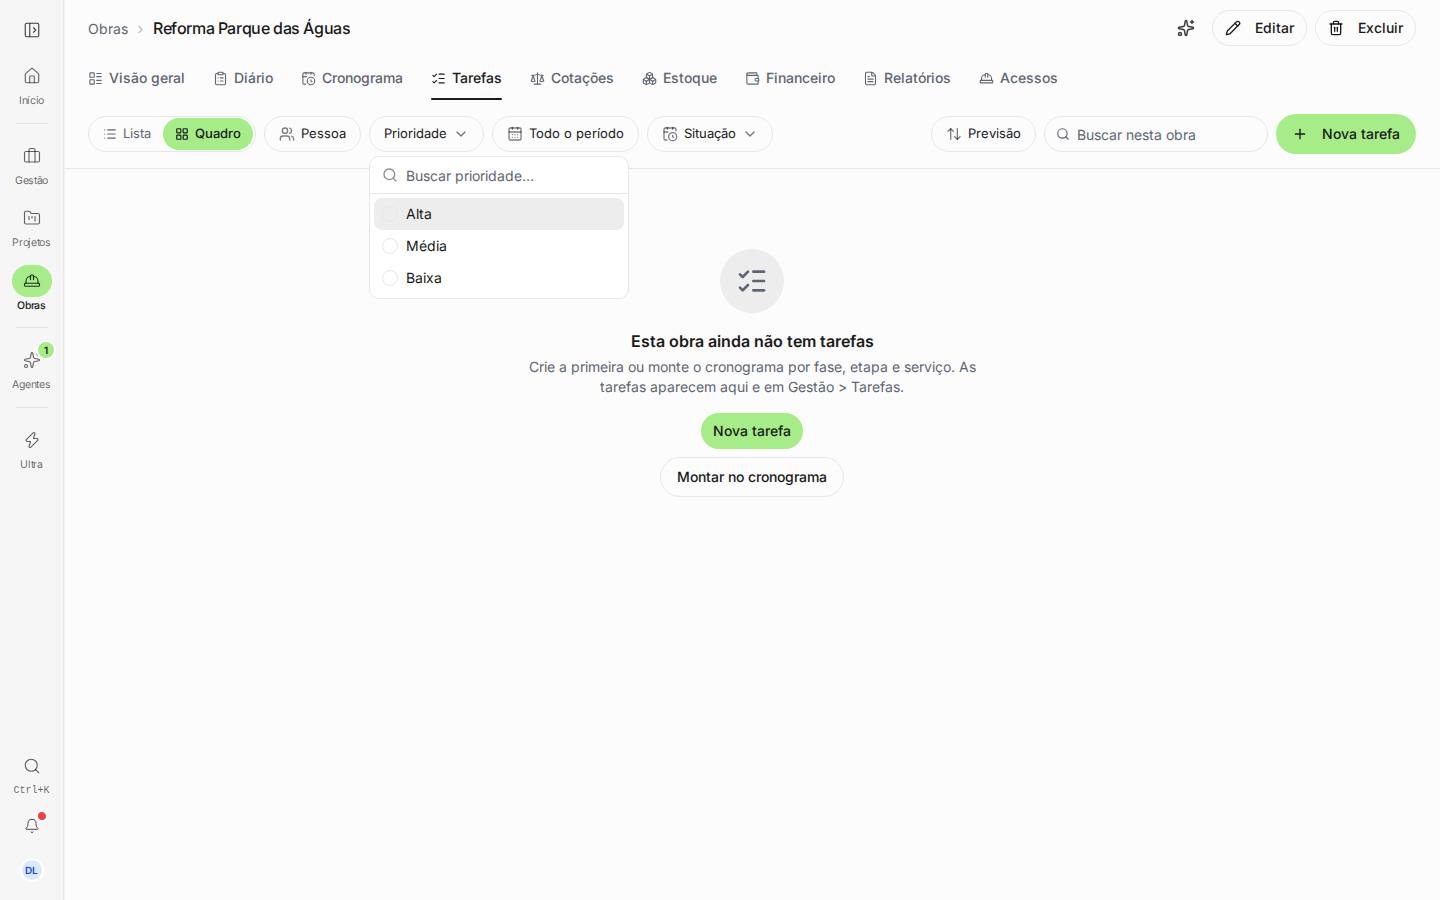 Obras
Reforma Parque das Águas
Editar
Excluir
Visão geral
Diário
Cronograma
Tarefas
Cotações
Estoque
Financeiro
Relatórios
Acessos
Lista
Quadro
Pessoa
Prioridade
Todo o período
Situação
Previsão
Buscar nesta obra
Nova tarefa
Buscar prioridade...
Alta
Média
Baixa
Esta obra ainda não tem tarefas
Crie a primeira ou monte o cronograma por fase, etapa e serviço. As
tarefas aparecem aqui e em Gestão > Tarefas.
Nova tarefa
Montar no cronograma
Início
Gestão
Projetos
Obras
1
Agentes
Ultra
Ctrl+K
DL